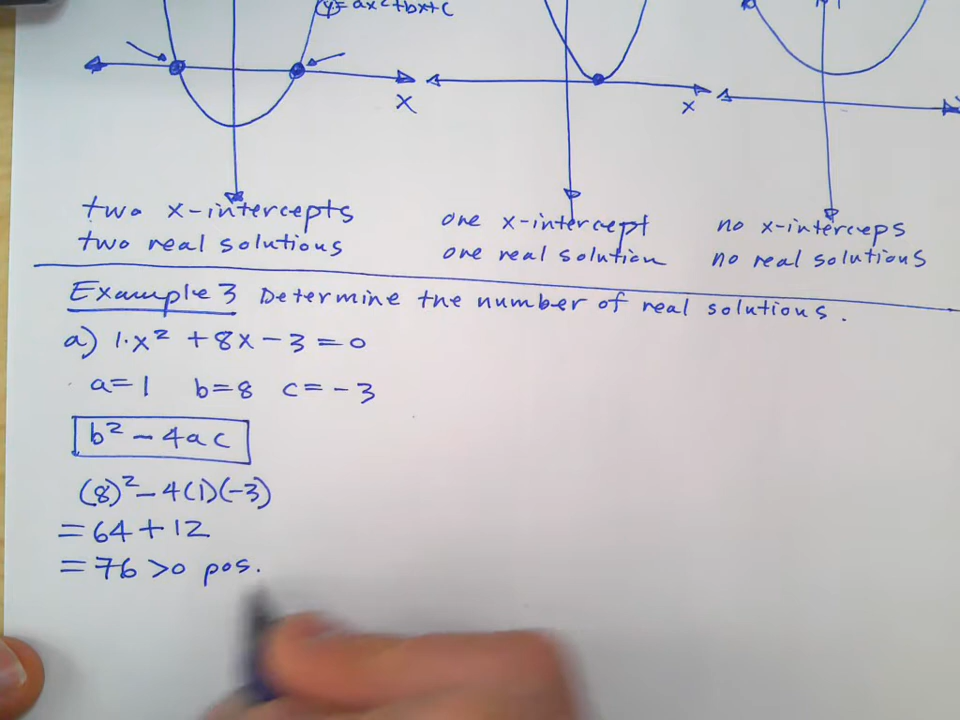 y=ax²+bx+c
x
x
two x-intercepts
two real solutions
one x-intercept
one real solution
no x-interceps
no real solutions
Example 3 Determine the number of real solutions.
a) 1·x² +8x-3=0
a=1 b=8 c=-3
b²-4ac
(8)²-4(1)(-3)
=64+12
=76>0 pos.